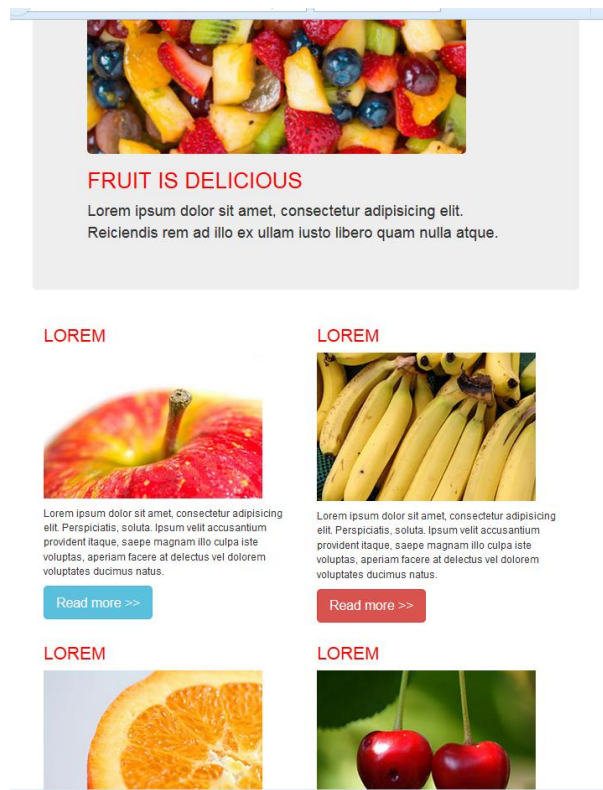 FRUIT IS DELICIOUS
Lorem ipsum dolor sit amet, consectetur adipisicing elit.
Reiciendis rem ad illo ex ullam iusto libero quam nulla atque.
LOREM
Lorem ipsum dolor sit amet, consectetur adipisicing
elit. Perspiciatis, soluta. Ipsum velit accusantium
provident itaque, saepe magnam illo culpa iste
voluptas, aperiam facere at delectus vel dolorem
voluptates ducimus natus.
Read more >>
LOREM
Lorem ipsum dolor sit amet, consectetur adipisicing
elit. Perspiciatis, soluta. Ipsum velit accusantium
provident itaque, saepe magnam illo culpa iste
voluptas, aperiam facere at delectus vel dolorem
voluptates ducimus natus.
Read more >>
LOREM
LOREM